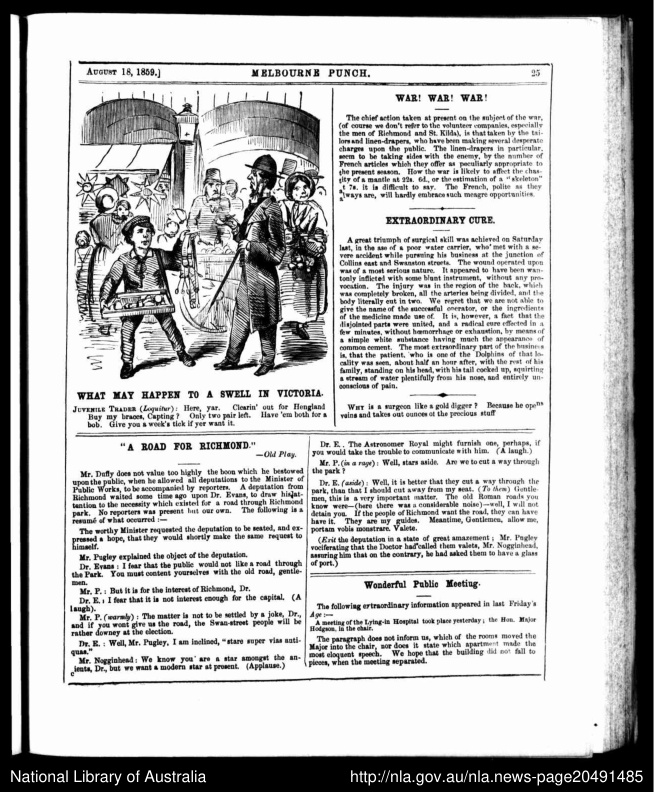 August 18, 1859.]
MELBOURNE PUNCH.
25
WHAT MAY HAPPEN TO A SWELL IN VICTORIA.
Juvenile Trader (Loquitur): Here, yar. Clearin' out for Hengland
Buy my braces, Capting? Only two pair left. Have 'em both for a
bob. Give you a week's tick if yer want it.
WAR! WAR! WAR!
The chief action taken at present on the subject of the war,
(of course we don't refer to the volunteer companies, especially
the men of Richmond and St. Kilda), is that taken by the tai-
lors and linen-drapers, who have been making several desperate
charges upon the public. The linen-drapers in particular,
seem to be taking sides with the enemy, by the number of
French articles which they offer as peculiarly appropriate to
the present season. How the war is likely to affect the chas-
tity of a mantle at 22s. 6d., or the estimation of a "skeleton"
t 7s. it is difficult to say. The French, polite as they
always are, will hardly embrace such meagre opportunities.
EXTRAORDINARY CURE.
A great triumph of surgical skill was achieved on Saturday
last, in the ase of a poor water carrier, who' met with a se-
vere accident while pursuing his business at the junction of
Collins east and Swanston streets. The wound operated upon
was of a most serious nature. It appeared to have been wan-
tonly inflicted with some blunt instrument, without any pro-
vocation. The injury was in the region of the back, which
was completely broken, all the arteries being divided, and the
body literally cut in two. We regret that we are not able to
give the name of the successful operator, or the ingredients
of the medicine made use of. It is, however, a fact that the
disjointed parts were united, and a radical cure effected in a
few minutes, without hœmorrhage or exhaustion, by means of
a simple white substance having much the appearance of
common cement. The most extraordinary part of the business
is, that the patient, who is one of the Dolphins of that lo-
cality was seen, about half an hour after, with the rest of his
family, standing on his head, with his tail cocked up, squirting
a stream of water plentifully from his nose, and entirely un-
conscious of pain.
Why is a surgeon like a gold digger? Because he opens
veins and takes out ounces of the precious stuff
"A ROAD FOR RICHMOND."
—Old Play.
Mr. Duffy does not value too highly the boon which he bestowed
upon the public, when he allowed all deputations to the Minister of
Public Works, to be accompanied by reporters. A deputation from
Richmond waited some time ago upon Dr. Evans, to draw his at-
tention to the necessity which existed for a road through Richmond
park. No reporters was present but our own. The following is a
resumé of what occurred:—
The worthy Minister requested the deputation to be seated, and ex-
pressed a hope, that they would shortly make the same request to
himself.
Mr. Pugley explained the object of the deputation.
Dr. Evans: I fear that the public would not like a road through
the Park. You must content yourselves with the old road, gentle-
men.
Mr. P.: But it is for the interest of Richmond, Dr.
Dr. E.: I fear that it is not interest enough for the capital. (A
laugh).
Mr. P. (warmly): The matter is not to be settled by a joke, Dr.,
and if you wont give us the road, the Swan-street people will be
rather downey at the election.
Dr. E.: Well, Mr. Pugley, I am inclined, "stare super vias anti-
quas."
Mr. Nogginhead: We know you are a star amongst the an-
ients, Dr., but we want a modern star at present. (Applause.)
c
Dr. E.. The Astronomer Royal might furnish one, perhaps, if
you would take the trouble to communicate with him. (A laugh.)
Mr. P. (in a rage): Well, stars aside. Are we to cut a way through
the park?
Dr. E. (aside): Well, it is better that they cut a way through the
park, than that I should cut away from my seat. (To them) Gentle-
men, this is a very important matter. The old Roman roads you
know were—(here there was a considerable noise)—well, I will not
detain you. If the people of Richmond want the road, they can have
have it. They are my guides. Meantime, Gentlemen, allow me,
portam vobis monstrare. Valete.
(Exit the deputation in a state of great amazement; Mr. Pugley
vociferating that the Doctor had called them valets, Mr. Nogginhead,
assuring him that on the contrary, he had asked them to have a glass
of port.)
Wonderful Public Meeting.
The following extraordinary information appeared in last Friday's
Age:—
A meeting of the Lying-in Hospital took place yesterday; the Hon. Major
Hodgson, in the chair.
The paragraph does not inform us, which of the rooms moved the
Major into the chair, nor does it state which apartment made the
most eloquent speech. We hope that the building did not fall to
pieces, when the meeting separated.
National Library of Australia
http://nla.gov.au/nla.news-page20491485